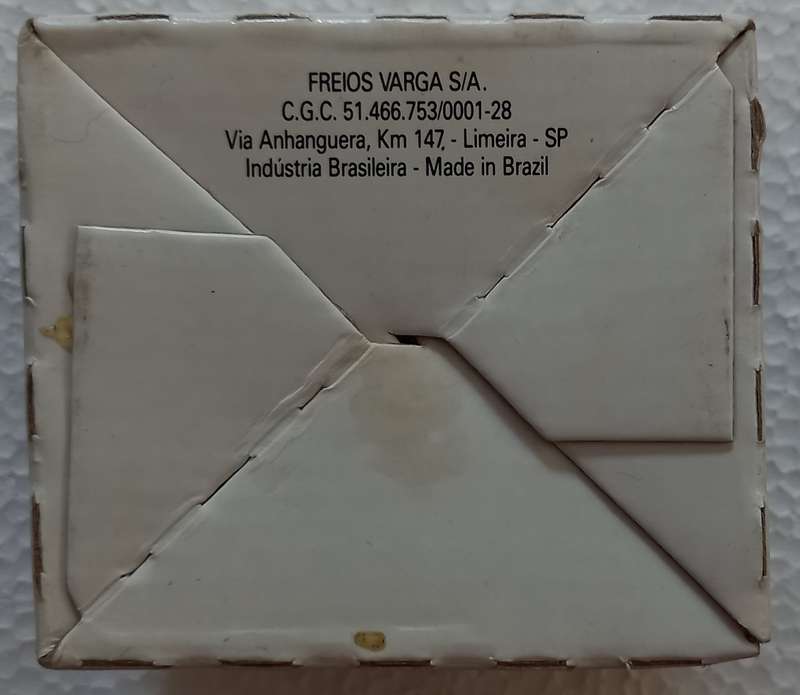 FREIOS VARGA S/A.
C.G.C. 51.466.753/0001-28
Via Anhanguera, Km 147, - Limeira - SP
Indústria Brasileira - Made in Brazil